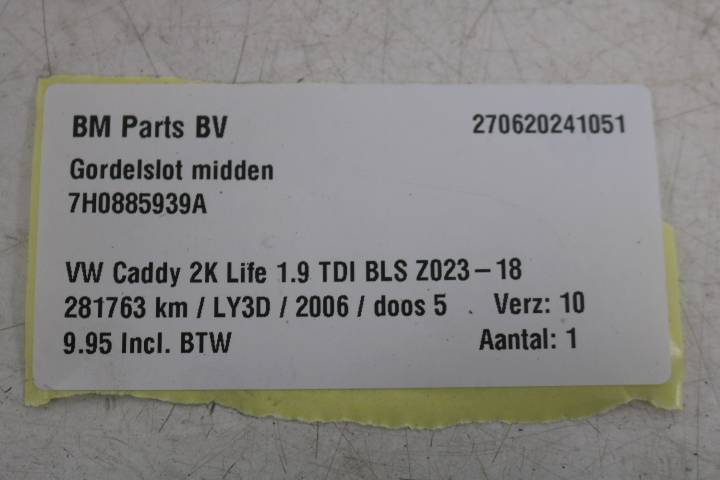 BM Parts BV 270620241051
Gordelslot midden
7H0885939A
VW Caddy 2K Life 1.9 TDI BLS Z023-18
281763 km / LY3D / 2006 / doos 5 Verz: 10
9.95 Incl. BTW Aantal: 1